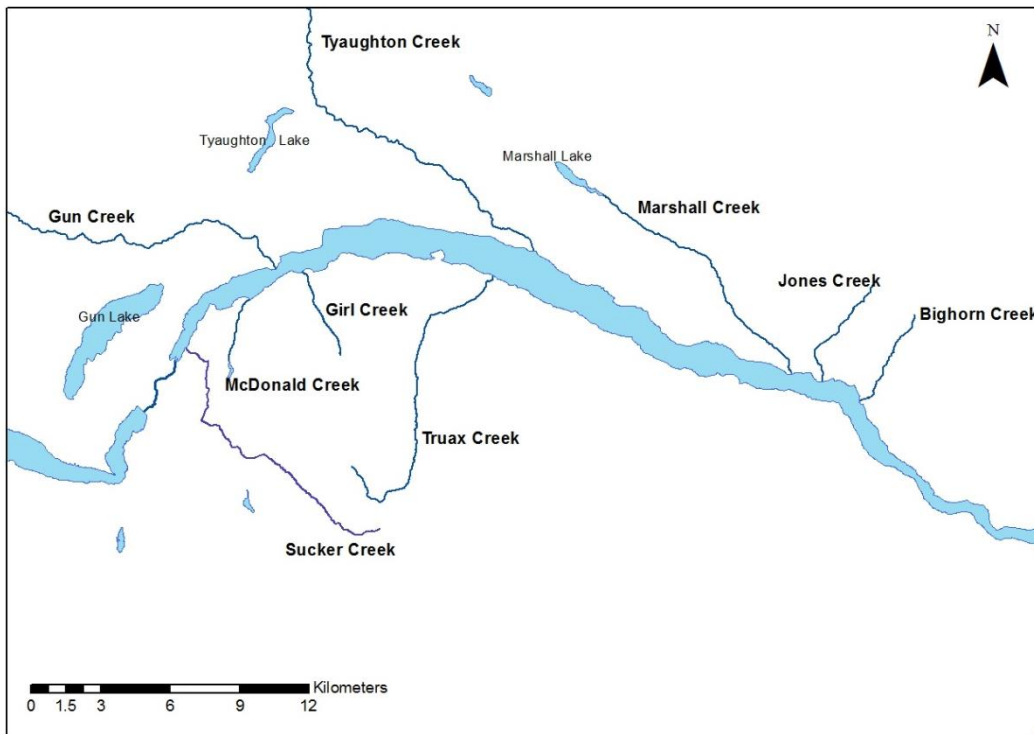 N
Tyaughton Creek
Tyaughton Lake
Marshall Lake
Marshall Creek
Gun Creek
Jones Creek
Girl Creek
Bighorn Creek
Gun Lake
McDonald Creek
Truax Creek
Sucker Creek
Kilometers
0 1.5 3 6 9 12